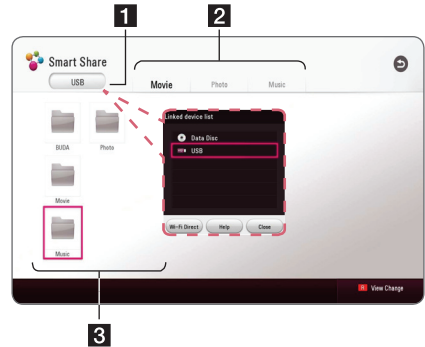 1
2
Smart Share
USB
Movie Photo Music
Linked device list
Data Disc
USB
BUDA Photo
Movie
Wi-Fi Direct Help Close
Music
R View Change
3